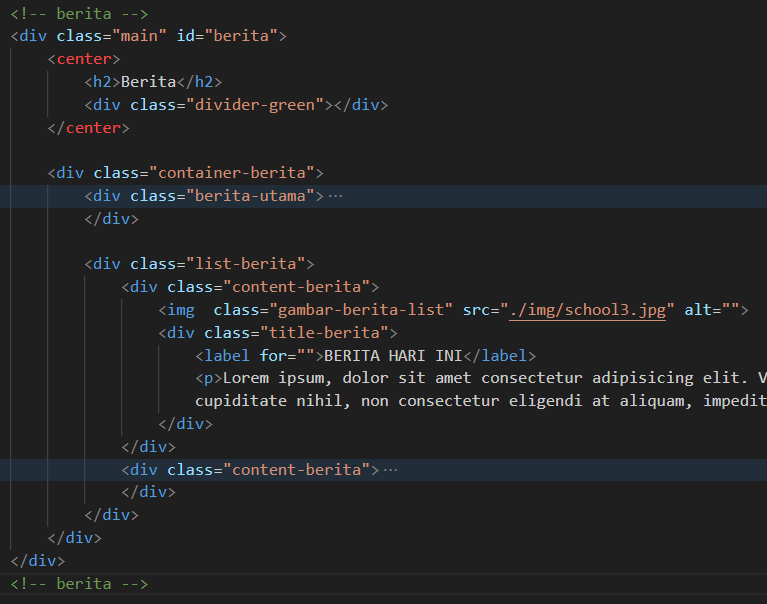 <!-- berita -->
<div class="main" id="berita">
    <center>
        <h2>Berita</h2>
        <div class="divider-green"></div>
    </center>

    <div class="container-berita">
        <div class="berita-utama">···
        </div>

        <div class="list-berita">
            <div class="content-berita">
                <img  class="gambar-berita-list" src="./img/school3.jpg" alt="">
                <div class="title-berita">
                    <label for="">BERITA HARI INI</label>
                    <p>Lorem ipsum, dolor sit amet consectetur adipisicing elit. V
                    cupiditate nihil, non consectetur eligendi at aliquam, impedit
                </div>
            </div>
            <div class="content-berita">···
            </div>
        </div>
    </div>
</div>
<!-- berita -->